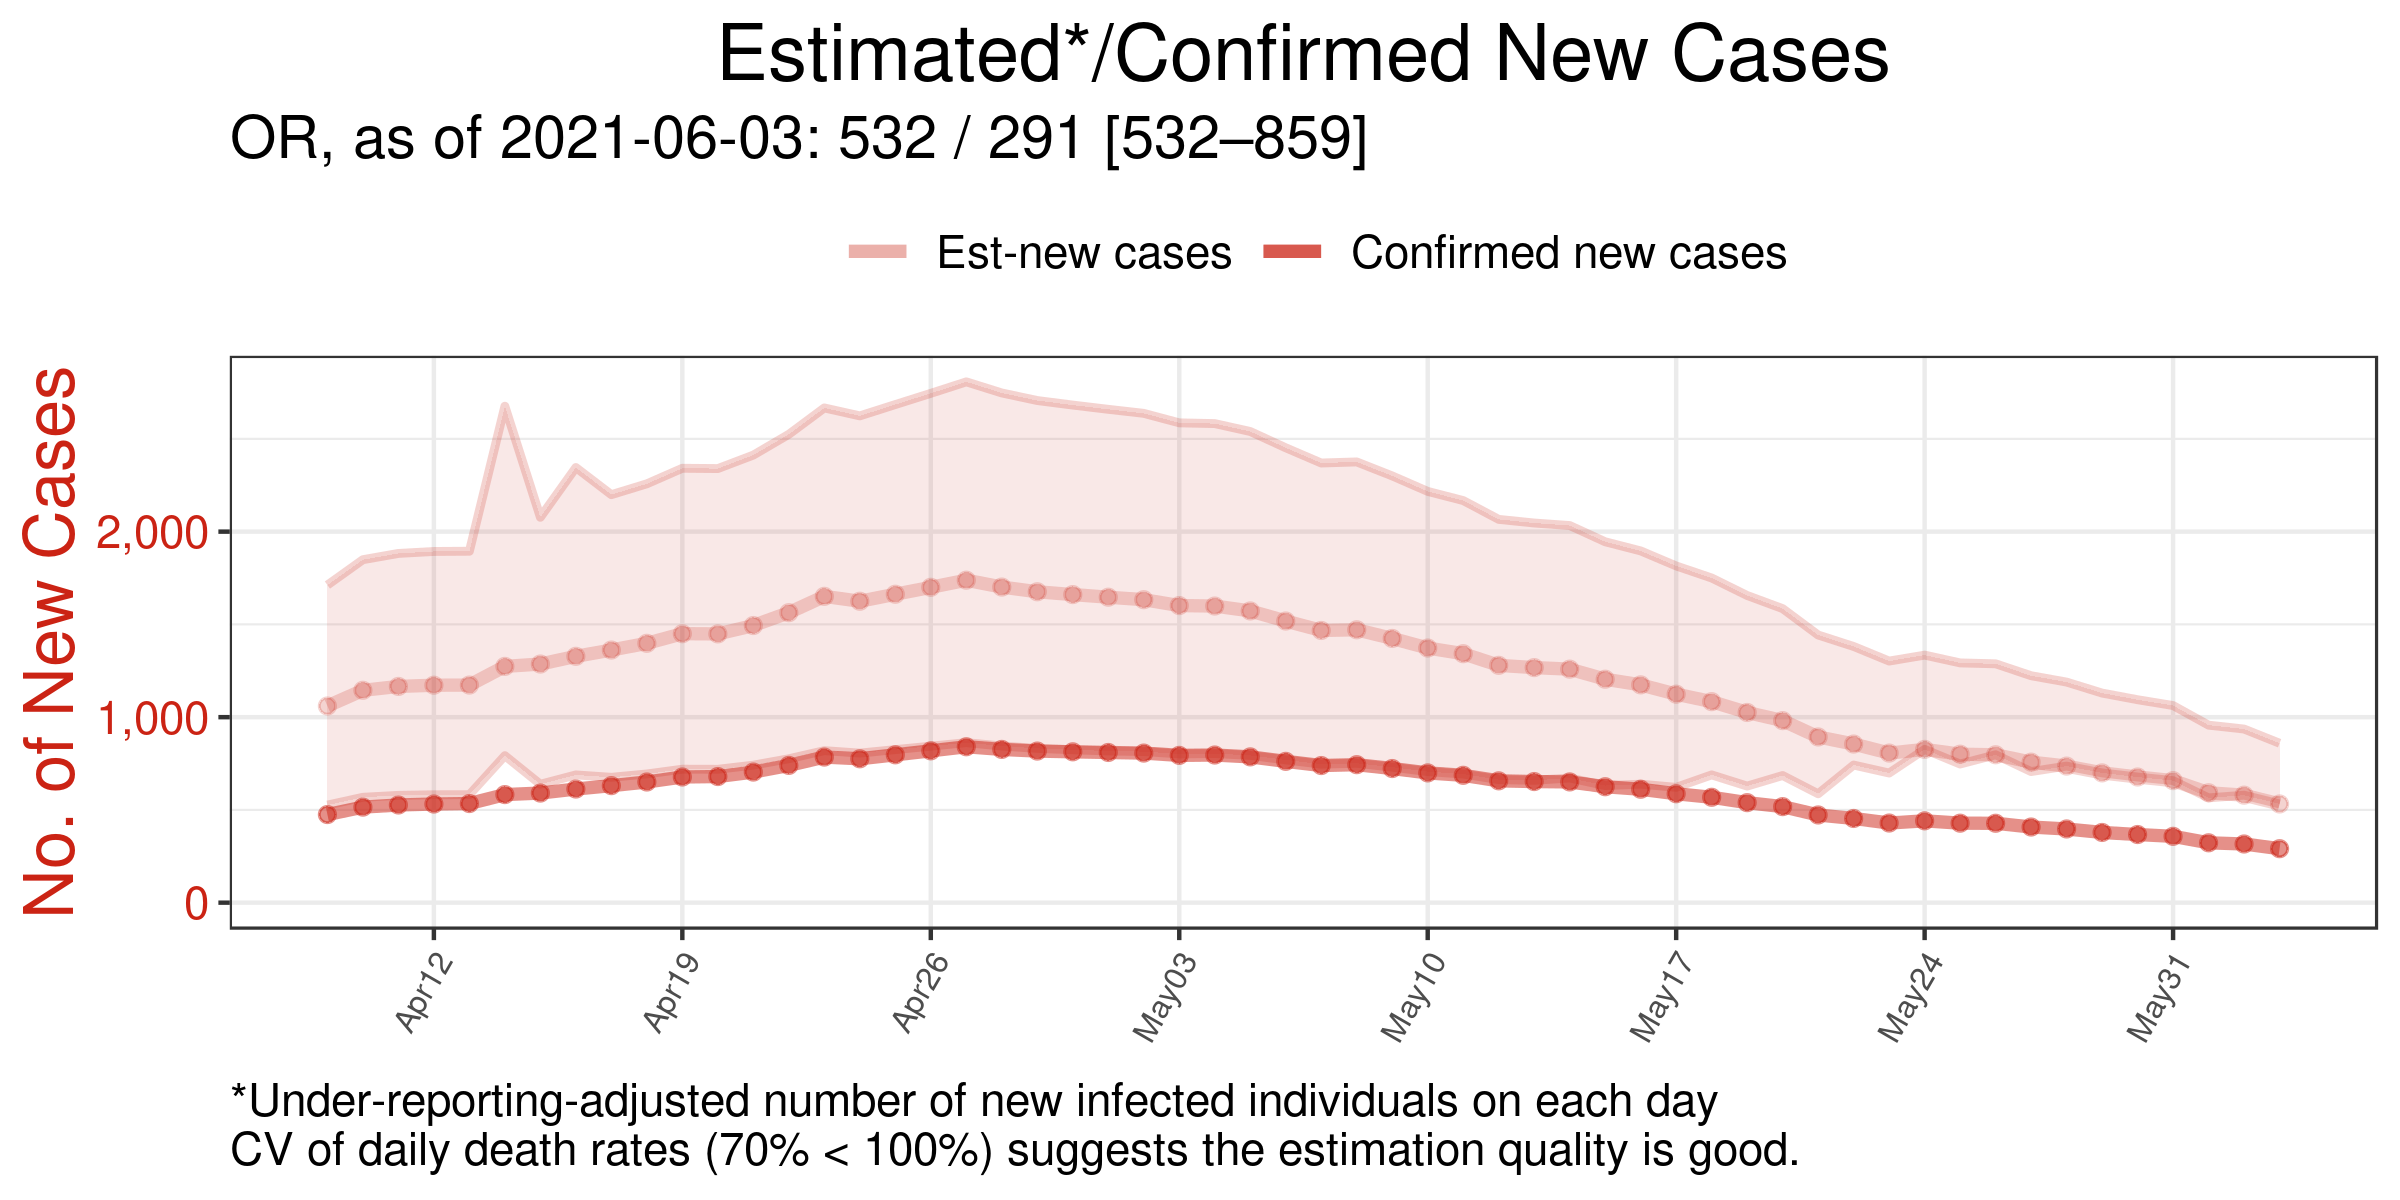 Estimated*/Confirmed New Cases
OR, as of 2021-06-03: 532 / 291 [532–859]
Est-new cases Confirmed new cases
No. of New Cases
2,000
1,000
0
Apr12 Apr19 Apr26 May03 May10 May17 May24 May31
*Under-reporting-adjusted number of new infected individuals on each day
CV of daily death rates (70% < 100%) suggests the estimation quality is good.